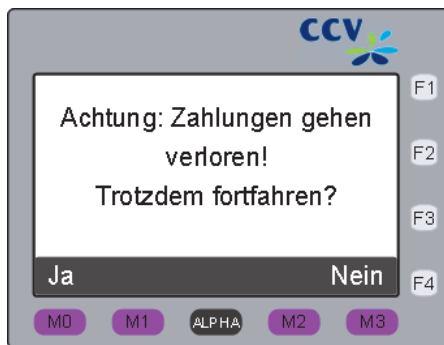 CCV
F1
Achtung: Zahlungen gehen
verloren!
F2
Trotzdem fortfahren?
F3
Ja Nein
F4
M0 M1 ALPHA M2 M3